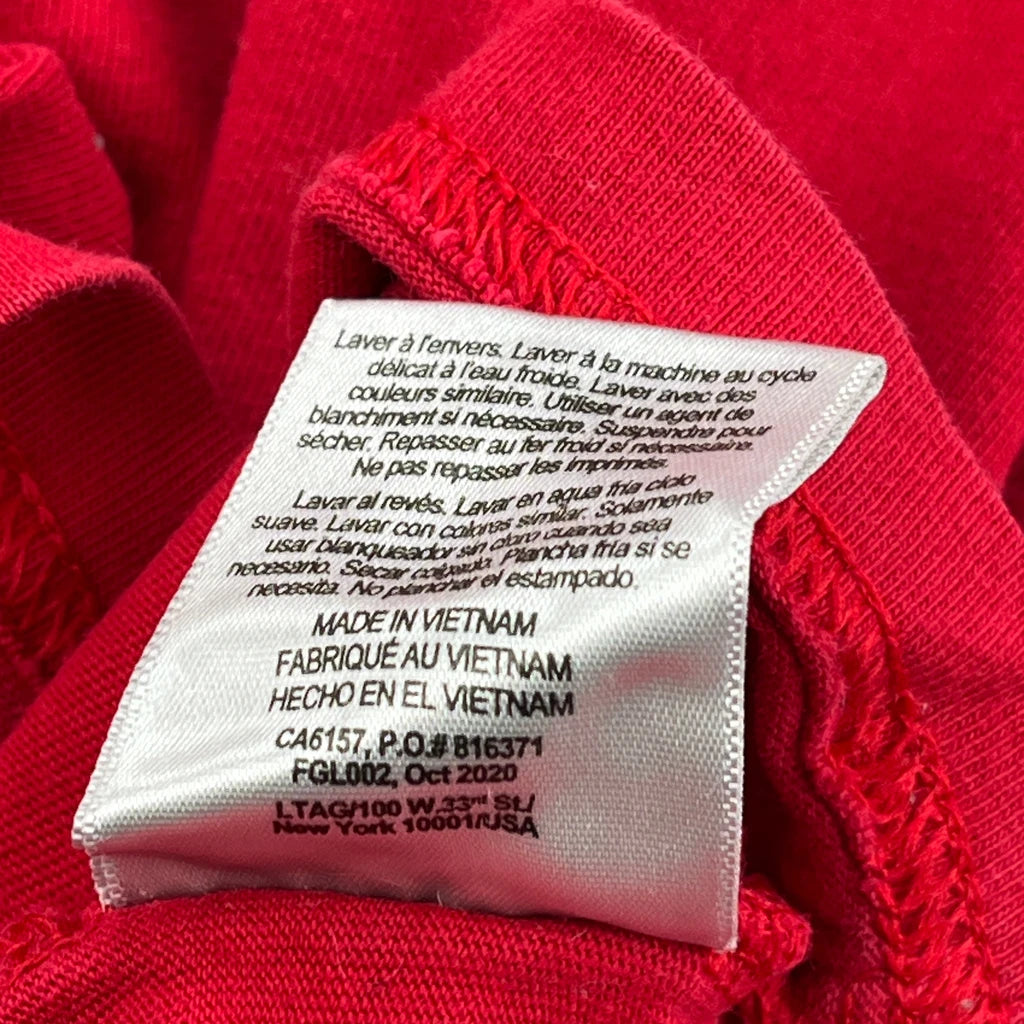 Laver à l'envers. Laver à la machine au cycle
délicat à l'eau froide. Laver avec des
couleurs similaire. Utiliser un agent de
blanchiment si nécessaire. Suspendre pour
sécher. Repasser au fer froid si nécessaire.
Ne pas repasser les imprimés.
Lavar al revés. Lavar en agua fria ciclo
suave. Lavar con colores similar. Solamente
usar blanqueador sin cloro cuando sea
necesario. Secar colgado. Plancha fria si se
necesita. No planchar el estampado.
MADE IN VIETNAM
FABRIQUÉ AU VIETNAM
HECHO EN EL VIETNAM
CA6157, P.O.# 816371
FGL002, Oct 2020
LTAG/100 W.33rd St./
New York 10001/USA